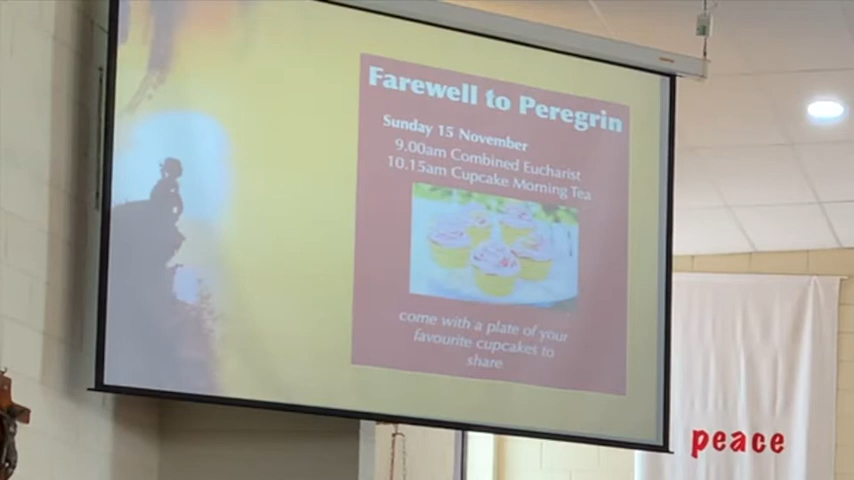 Farewell to Peregrin
Sunday 15 November
9.00am Combined Eucharist
10.15am Cupcake Morning Tea
come with a plate of your
favourite cupcakes to
share
peace